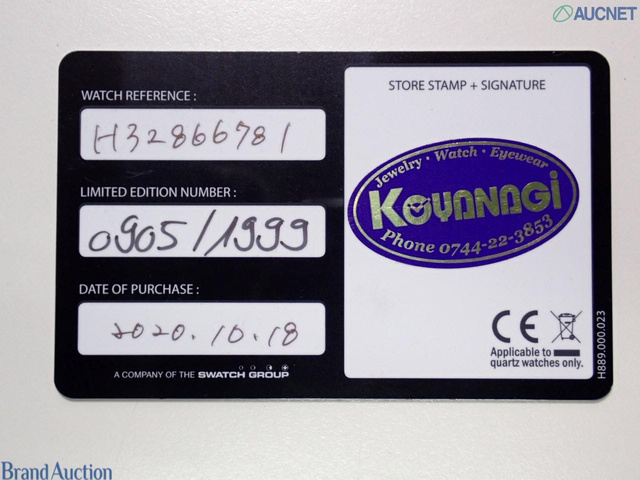 AUCNET
WATCH REFERENCE :
H32866781
LIMITED EDITION NUMBER :
0905/1999
DATE OF PURCHASE :
2020.10.18
A COMPANY OF THE SWATCH GROUP
STORE STAMP + SIGNATURE
Jewelry · Watch · Eyewear
KOYANAGI
Phone 0744-22-3853
CE
Applicable to
quartz watches only.
H889.000.023
Brand Auction